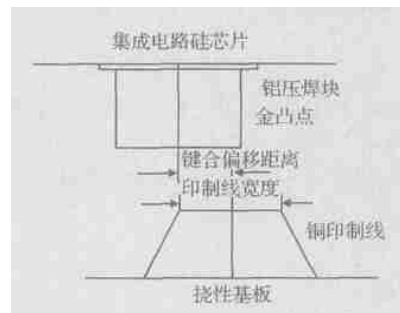 集成电路硅芯片
铝压焊块
金凸点
键合偏移距离
印制线宽度
铜印制线
挠性基板